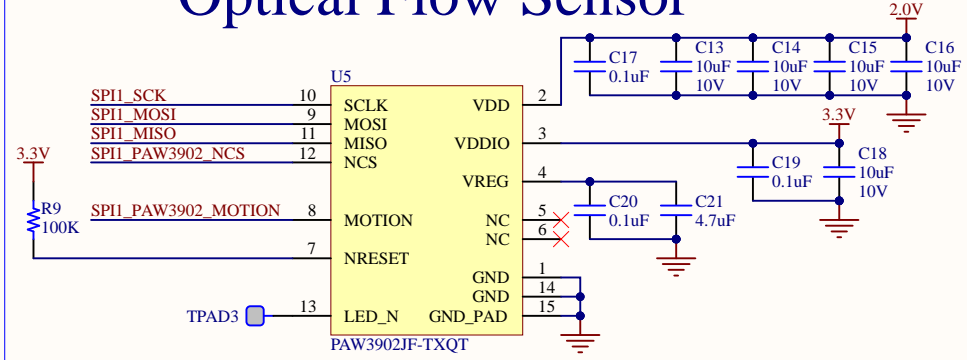 Optical Flow Sensor
2.0V
C17
0.1uF
C13
10uF
10V
C14
10uF
10V
C15
10uF
10V
C16
10uF
10V
U5
SPI1_SCK 10 SCLK
SPI1_MOSI 9 MOSI
SPI1_MISO 11 MISO
SPI1_PAW3902_NCS 12 NCS
VDD 2
VDDIO 3
3.3V
C19
0.1uF
C18
10uF
10V
VREG 4
C20
0.1uF
C21
4.7uF
3.3V
R9
100K
SPI1_PAW3902_MOTION 8 MOTION
NC 5
NC 6
7 NRESET
GND 1
GND 14
GND_PAD 15
TPAD3 13 LED_N
PAW3902JF-TXQT